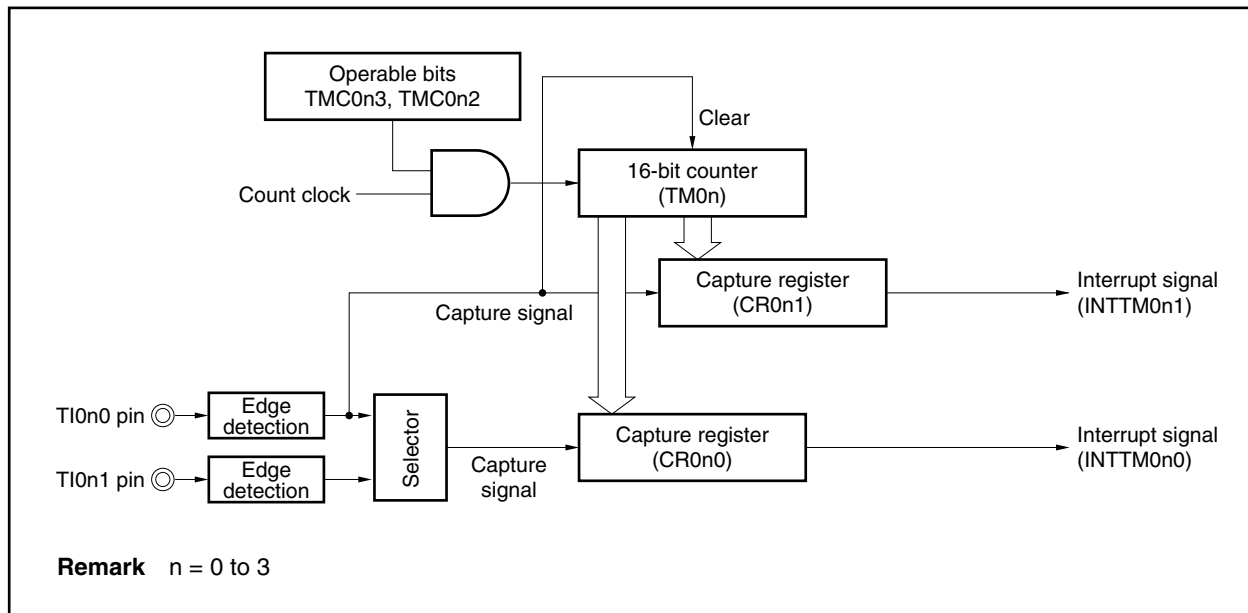 Operable bits
TMC0n3, TMC0n2
Clear
Count clock
16-bit counter
(TM0n)
Capture register
(CR0n1)
Interrupt signal
(INTTM0n1)
Capture signal
TI0n0 pin
Edge
detection
Selector
Capture register
(CR0n0)
Interrupt signal
(INTTM0n0)
TI0n1 pin
Edge
detection
Capture
signal
Remark n = 0 to 3